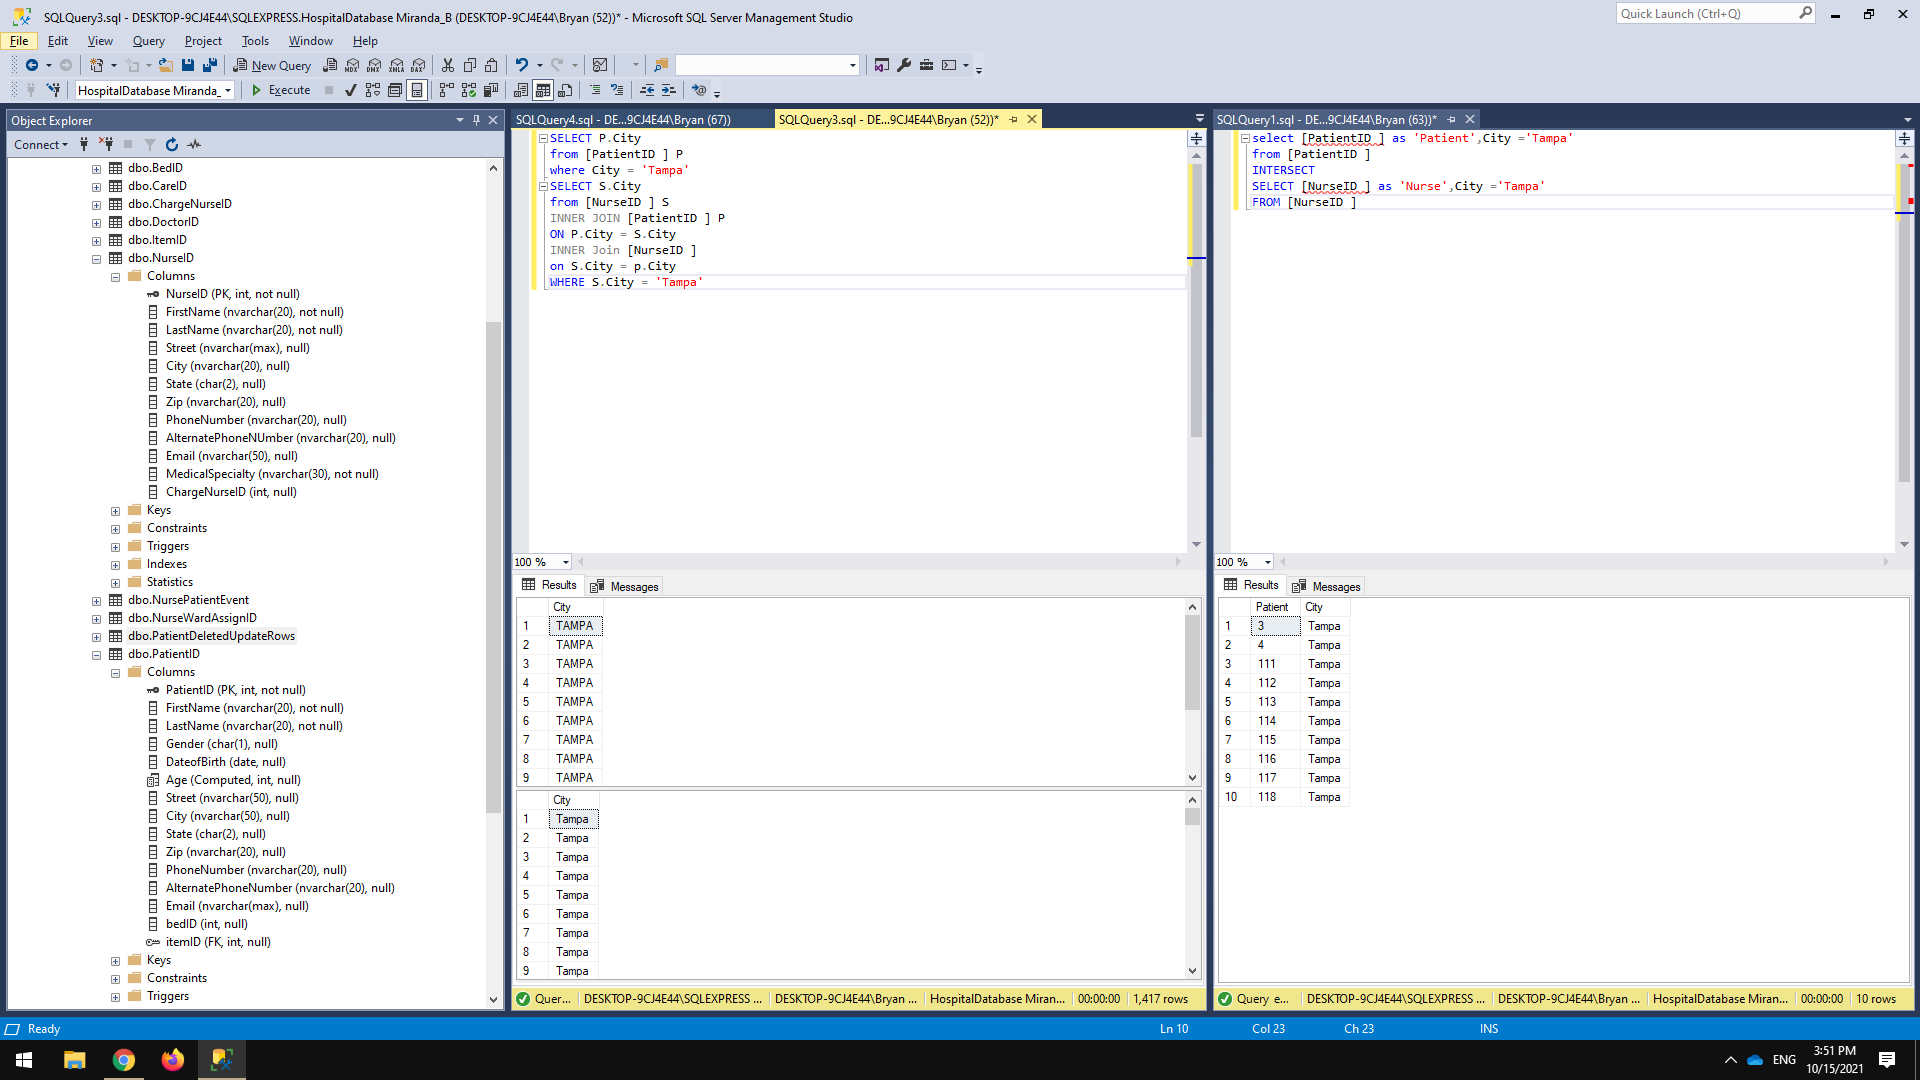 SQLQuery3.sql - DESKTOP-9CJ4E44\SQLEXPRESS.HospitalDatabase Miranda_B (DESKTOP-9CJ4E44\Bryan (52))* - Microsoft SQL Server Management Studio
Quick Launch (Ctrl+Q)
File Edit View Query Project Tools Window Help
New Query
MDX DMX XMLA DAX
HospitalDatabase Miranda_
Execute
Object Explorer
Connect
dbo.BedID
dbo.CareID
dbo.ChargeNurseID
dbo.DoctorID
dbo.ItemID
dbo.NurseID
Columns
NurseID (PK, int, not null)
FirstName (nvarchar(20), not null)
LastName (nvarchar(20), not null)
Street (nvarchar(max), null)
City (nvarchar(20), null)
State (char(2), null)
Zip (nvarchar(20), null)
PhoneNumber (nvarchar(20), null)
AlternatePhoneNUmber (nvarchar(20), null)
Email (nvarchar(50), null)
MedicalSpecialty (nvarchar(30), not null)
ChargeNurseID (int, null)
Keys
Constraints
Triggers
Indexes
Statistics
dbo.NursePatientEvent
dbo.NurseWardAssignID
dbo.PatientDeletedUpdateRows
dbo.PatientID
Columns
PatientID (PK, int, not null)
FirstName (nvarchar(20), not null)
LastName (nvarchar(20), not null)
Gender (char(1), null)
DateofBirth (date, null)
Age (Computed, int, null)
Street (nvarchar(50), null)
City (nvarchar(50), null)
State (char(2), null)
Zip (nvarchar(20), null)
PhoneNumber (nvarchar(20), null)
AlternatePhoneNumber (nvarchar(20), null)
Email (nvarchar(max), null)
bedID (int, null)
itemID (FK, int, null)
Keys
Constraints
Triggers
SQLQuery4.sql - DE...9CJ4E44\Bryan (67))
SQLQuery3.sql - DE...9CJ4E44\Bryan (52))*
SELECT P.City
from [PatientID ] P
where City = 'Tampa'
SELECT S.City
from [NurseID ] S
INNER JOIN [PatientID ] P
ON P.City = S.City
INNER Join [NurseID ]
on S.City = p.City
WHERE S.City = 'Tampa'
100 %
Results Messages
City
1 TAMPA
2 TAMPA
3 TAMPA
4 TAMPA
5 TAMPA
6 TAMPA
7 TAMPA
8 TAMPA
9 TAMPA
City
1 Tampa
2 Tampa
3 Tampa
4 Tampa
5 Tampa
6 Tampa
7 Tampa
8 Tampa
9 Tampa
Quer... DESKTOP-9CJ4E44\SQLEXPRESS ... DESKTOP-9CJ4E44\Bryan ... HospitalDatabase Miran... 00:00:00 1,417 rows
SQLQuery1.sql - DE...9CJ4E44\Bryan (63))*
select [PatientID ] as 'Patient',City ='Tampa'
from [PatientID ]
INTERSECT
SELECT [NurseID ] as 'Nurse',City ='Tampa'
FROM [NurseID ]
100 %
Results Messages
Patient City
1 3 Tampa
2 4 Tampa
3 111 Tampa
4 112 Tampa
5 113 Tampa
6 114 Tampa
7 115 Tampa
8 116 Tampa
9 117 Tampa
10 118 Tampa
Query e... DESKTOP-9CJ4E44\SQLEXPRESS ... DESKTOP-9CJ4E44\Bryan ... HospitalDatabase Miran... 00:00:00 10 rows
Ready
Ln 10 Col 23 Ch 23 INS
ENG
3:51 PM
10/15/2021